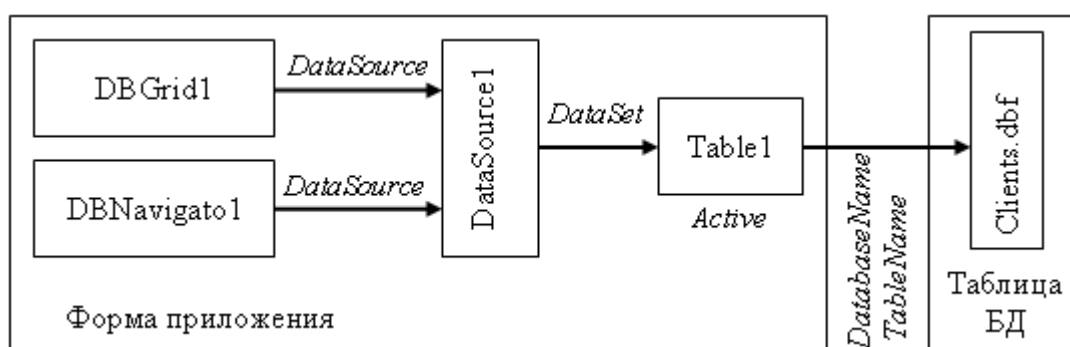 DBGrid1
DataSource
DBNavigato1
DataSource
DataSource1
DataSet
Table1
Active
DatabaseName
TableName
Clients.dbf
Таблица
БД
Форма приложения